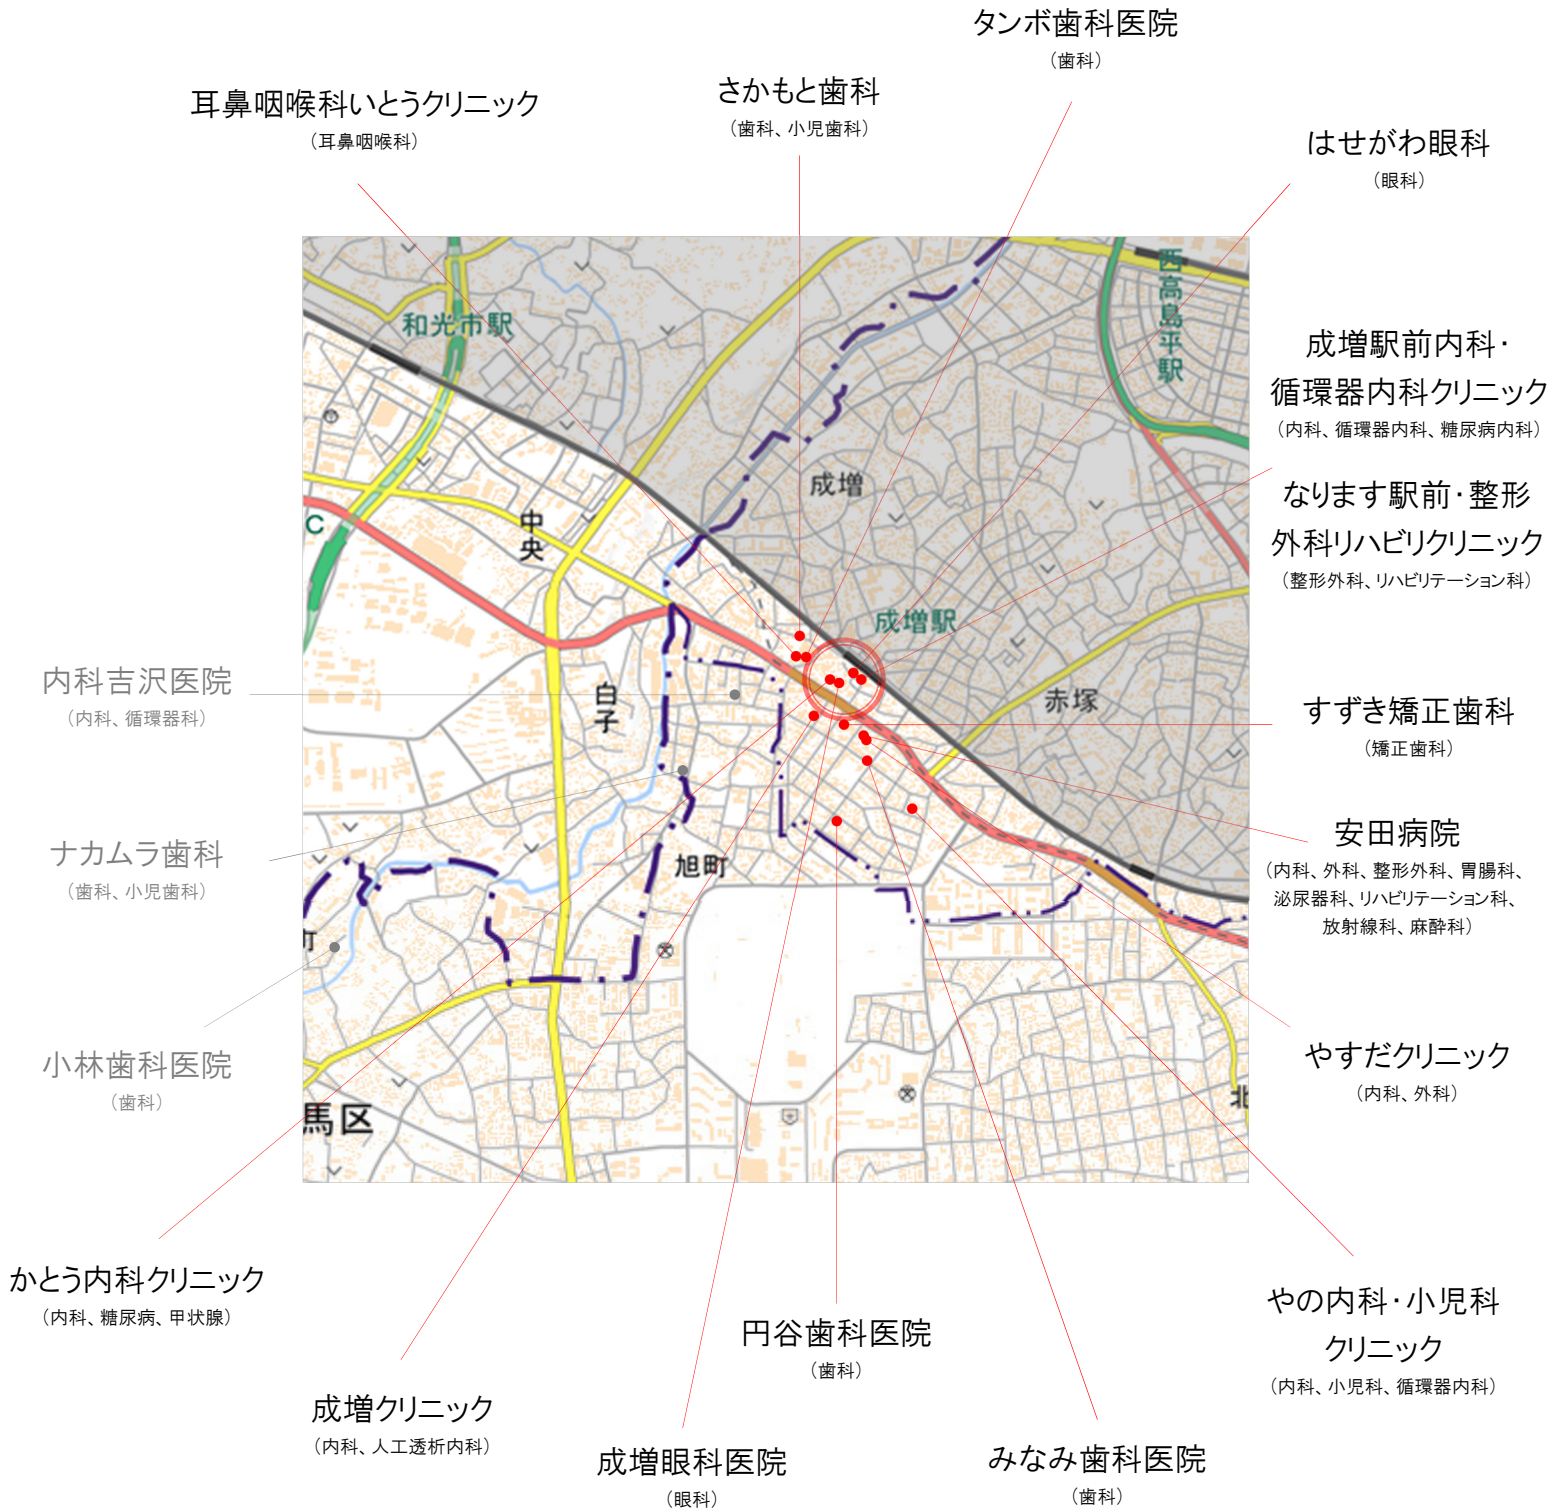 タンボ歯科医院
（歯科）
さかもと歯科
（歯科、小児歯科）
耳鼻咽喉科いとうクリニック
（耳鼻咽喉科）
はせがわ眼科
（眼科）
西高島平駅
和光市駅
成増駅前内科・
循環器内科クリニック
（内科、循環器内科、糖尿病内科）
成増
なります駅前・整形
外科リハビリクリニック
（整形外科、リハビリテーション科）
C
中央
成増駅
内科吉沢医院
（内科、循環器科）
白子
赤塚
すずき矯正歯科
（矯正歯科）
ナカムラ歯科
（歯科、小児歯科）
旭町
安田病院
（内科、外科、整形外科、胃腸科、
泌尿器科、リハビリテーション科、
放射線科、麻酔科）
町
小林歯科医院
（歯科）
やすだクリニック
（内科、外科）
北
馬区
かとう内科クリニック
（内科、糖尿病、甲状腺）
円谷歯科医院
（歯科）
やの内科・小児科
クリニック
（内科、小児科、循環器内科）
成増クリニック
（内科、人工透析内科）
成増眼科医院
（眼科）
みなみ歯科医院
（歯科）